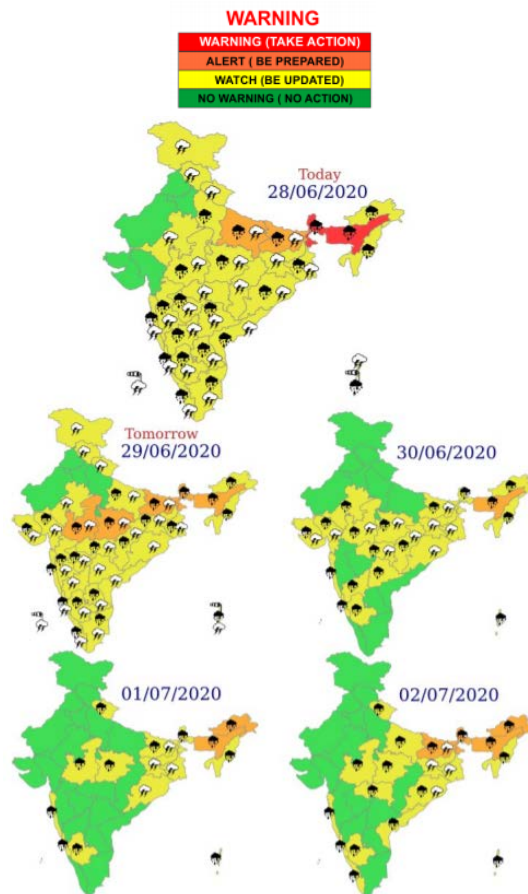 WARNING
WARNING (TAKE ACTION)
ALERT ( BE PREPARED)
WATCH (BE UPDATED)
NO WARNING ( NO ACTION)
Today
28/06/2020
Tomorrow
29/06/2020
30/06/2020
01/07/2020
02/07/2020